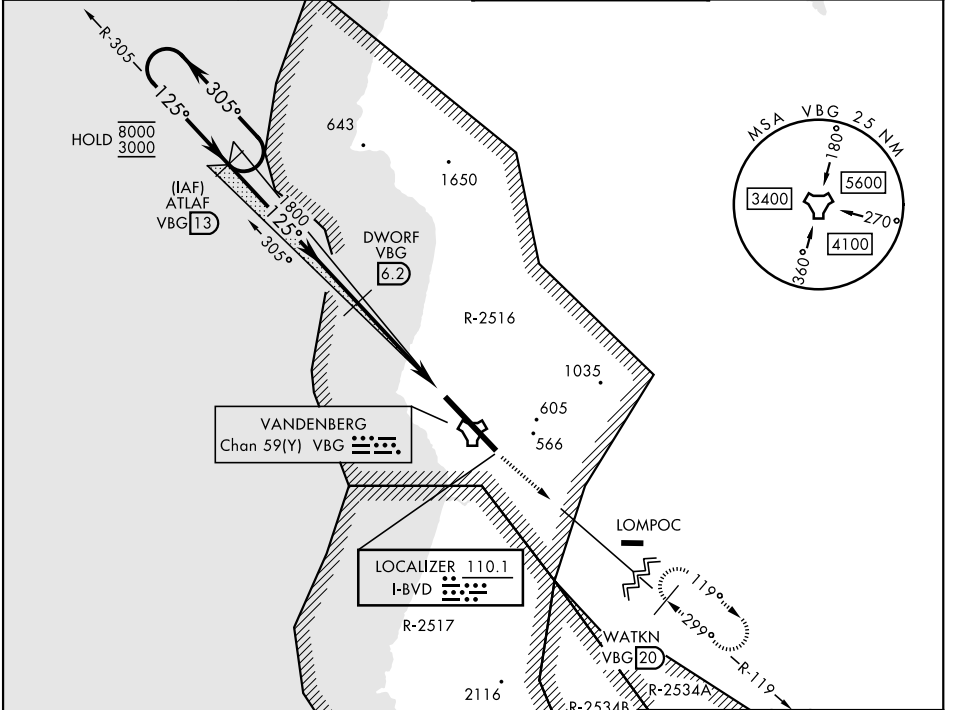 R-305
125°
305°
HOLD 8000
3000
643
1650
MSA VBG 25 NM
180°
3400
5600
270°
4100
360°
(IAF)
ATLAF
VBG 13
1800
125°
305°
DWORF
VBG
6.2
R-2516
1035
605
566
VANDENBERG
Chan 59(Y) VBG
LOCALIZER 110.1
I-BVD
LOMPOC
119°
299°
R-2517
WATKN
VBG 20
R-119
2116
R-2534B
R-2534A